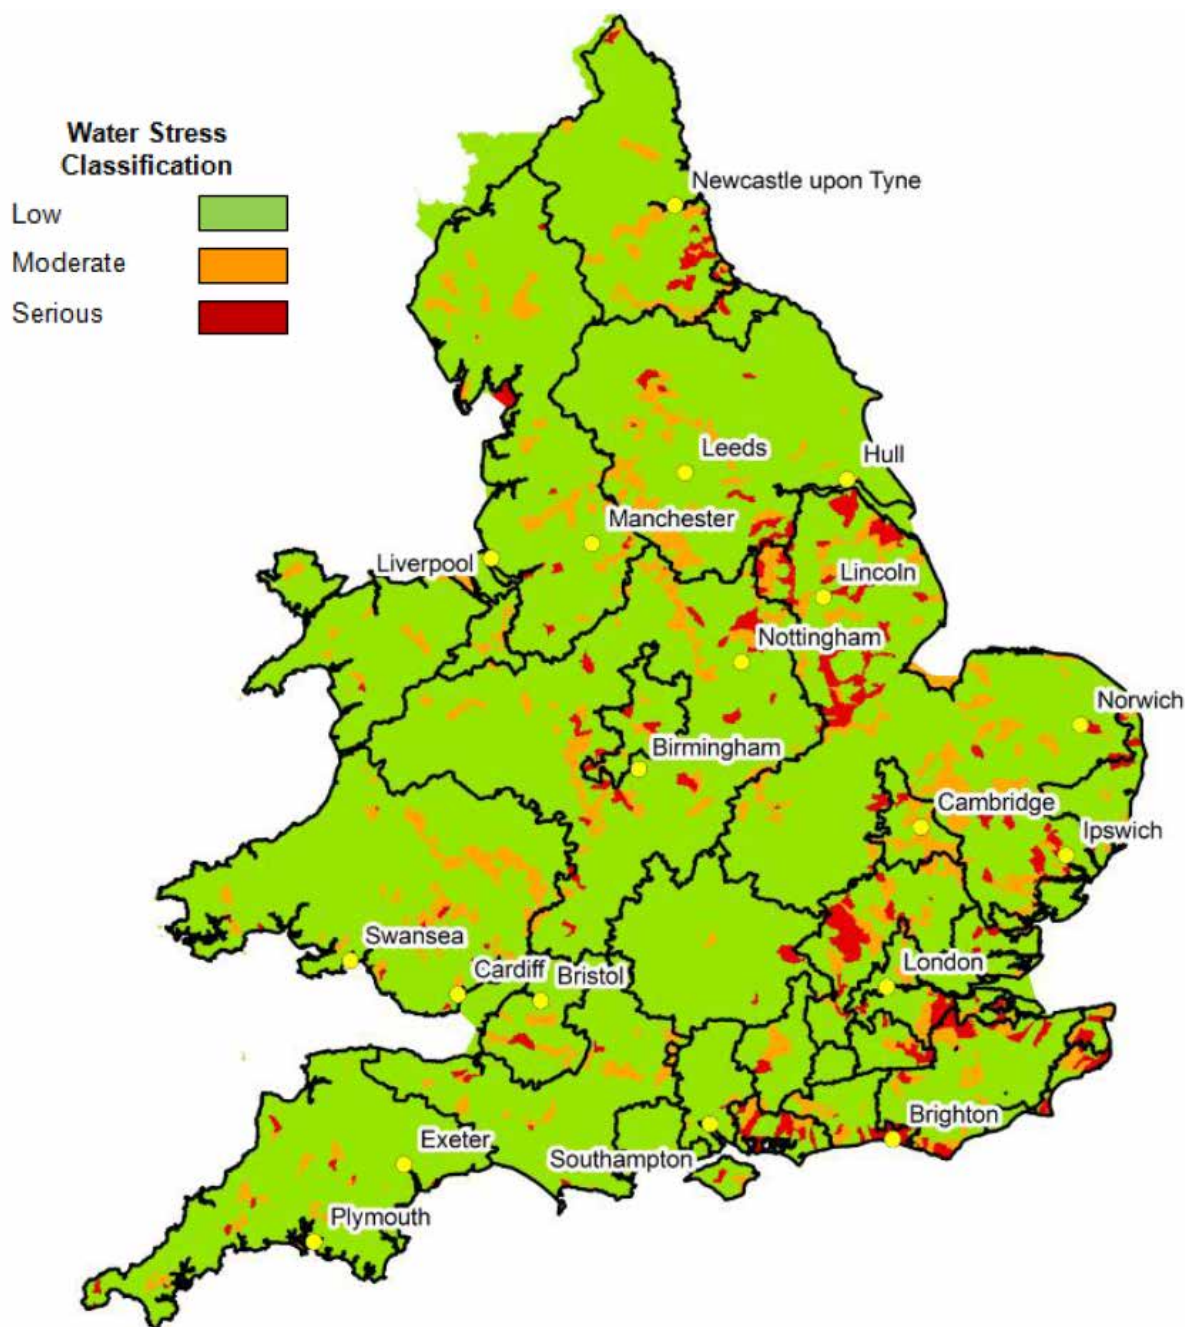 Water Stress
Classification
Low
Moderate
Serious
Newcastle upon Tyne
Leeds
Hull
Manchester
Liverpool
Lincoln
Nottingham
Norwich
Birmingham
Cambridge
Ipswich
Swansea
Cardiff
Bristol
London
Brighton
Exeter
Southampton
Plymouth